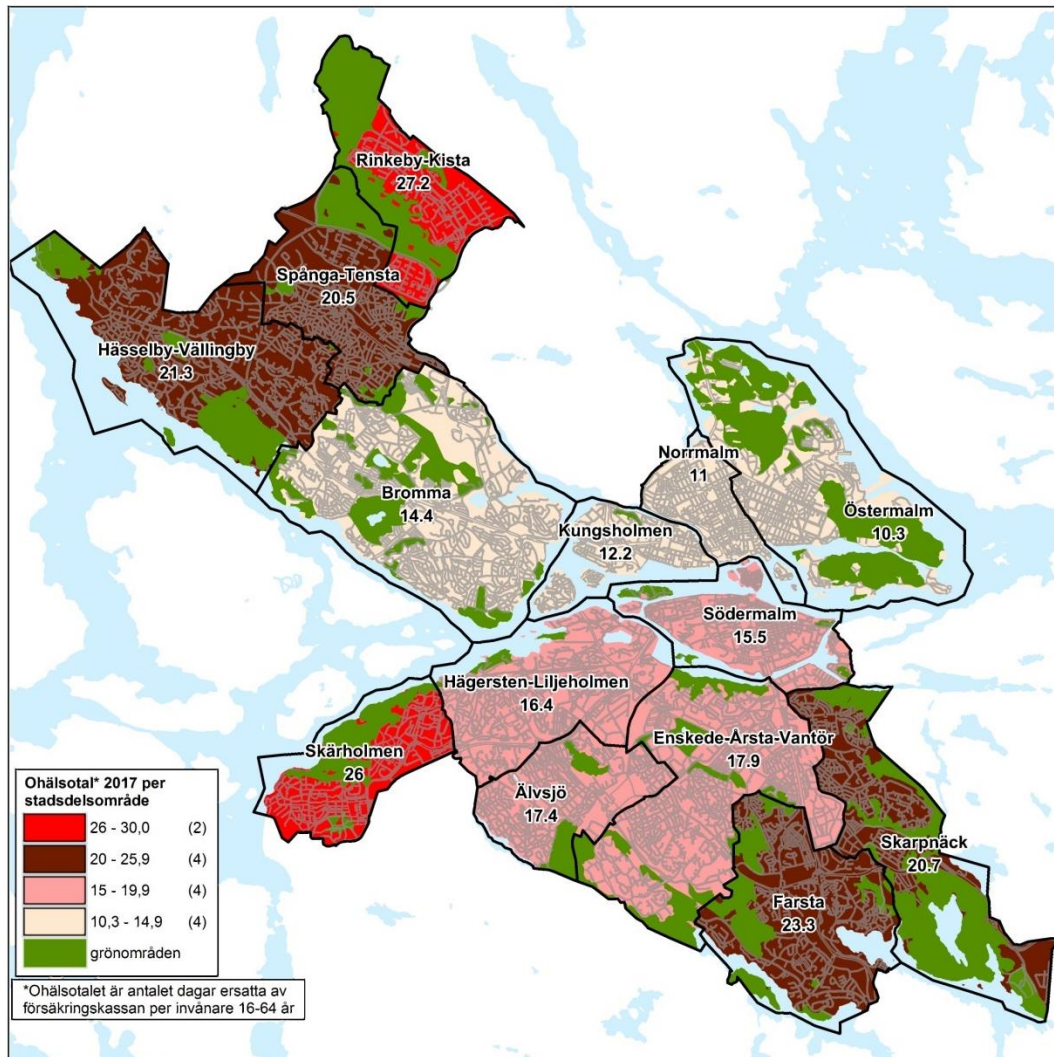 Rinkeby-Kista
27.2
Spånga-Tensta
20.5
Hässelby-Vällingby
21.3
Bromma
14.4
Norrmalm
11
Östermalm
10.3
Kungsholmen
12.2
Södermalm
15.5
Hägersten-Liljeholmen
16.4
Enskede-Årsta-Vantör
17.9
Skärholmen
26
Älvsjö
17.4
Skarpnäck
20.7
Farsta
23.3
Ohälsotal* 2017 per
stadsdelsområde
26 - 30,0 (2)
20 - 25,9 (4)
15 - 19,9 (4)
10,3 - 14,9 (4)
grönområden
*Ohälsotalet är antalet dagar ersatta av
försäkringskassan per invånare 16-64 år